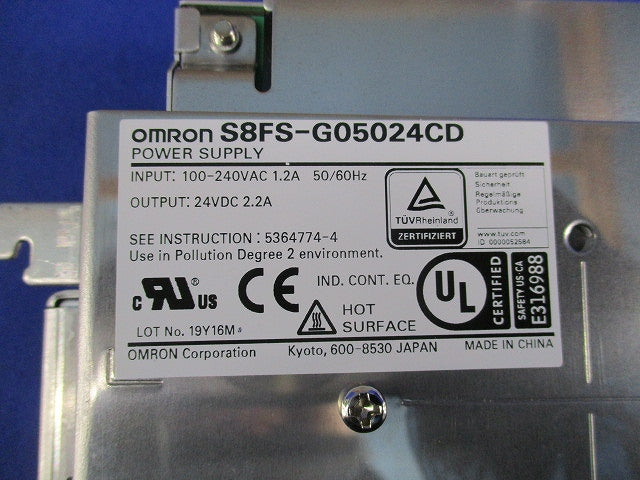 omron S8FS-G05024CD
POWER SUPPLY
INPUT: 100-240VAC 1.2A 50/60Hz
OUTPUT: 24VDC 2.2A
SEE INSTRUCTION : 5364774-4
Use in Pollution Degree 2 environment.
TÜVRheinland
ZERTIFIZIERT
Bauart geprüft
Sicherheit
Regelmäßige
Produktions
überwachung
www.tuv.com
ID 0000052584
c RU US
CE
IND. CONT. EQ.
HOT
SURFACE
UL
CERTIFIED
SAFETY US-CA
E316988
LOT No. 19Y16M
OMRON Corporation Kyoto, 600-8530 JAPAN MADE IN CHINA